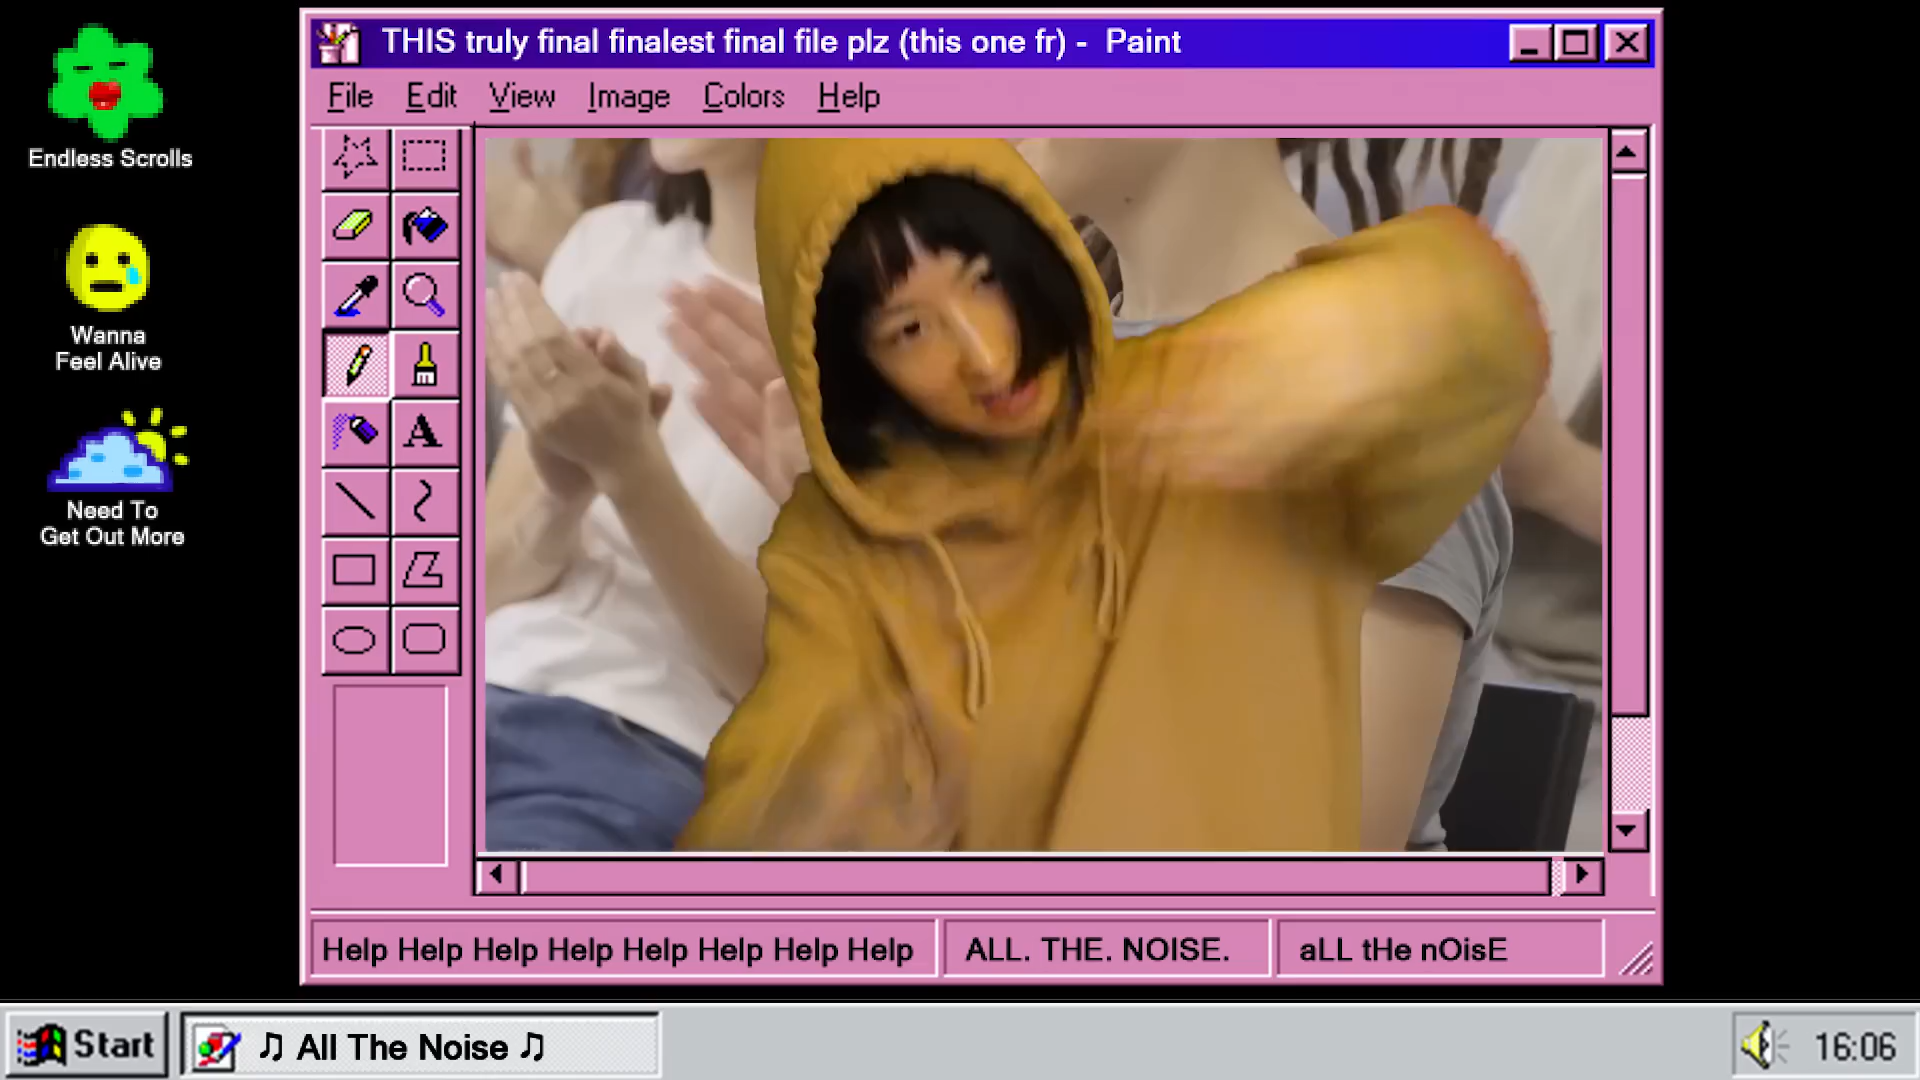 THIS truly final finalest final file plz (this one fr) - Paint
File Edit View Image Colors Help
Endless Scrolls
Wanna
Feel Alive
Need To
Get Out More
A
Help Help Help Help Help Help Help Help
ALL. THE. NOISE.
aLL tHe nOisE
Start
♫ All The Noise ♫
16:06